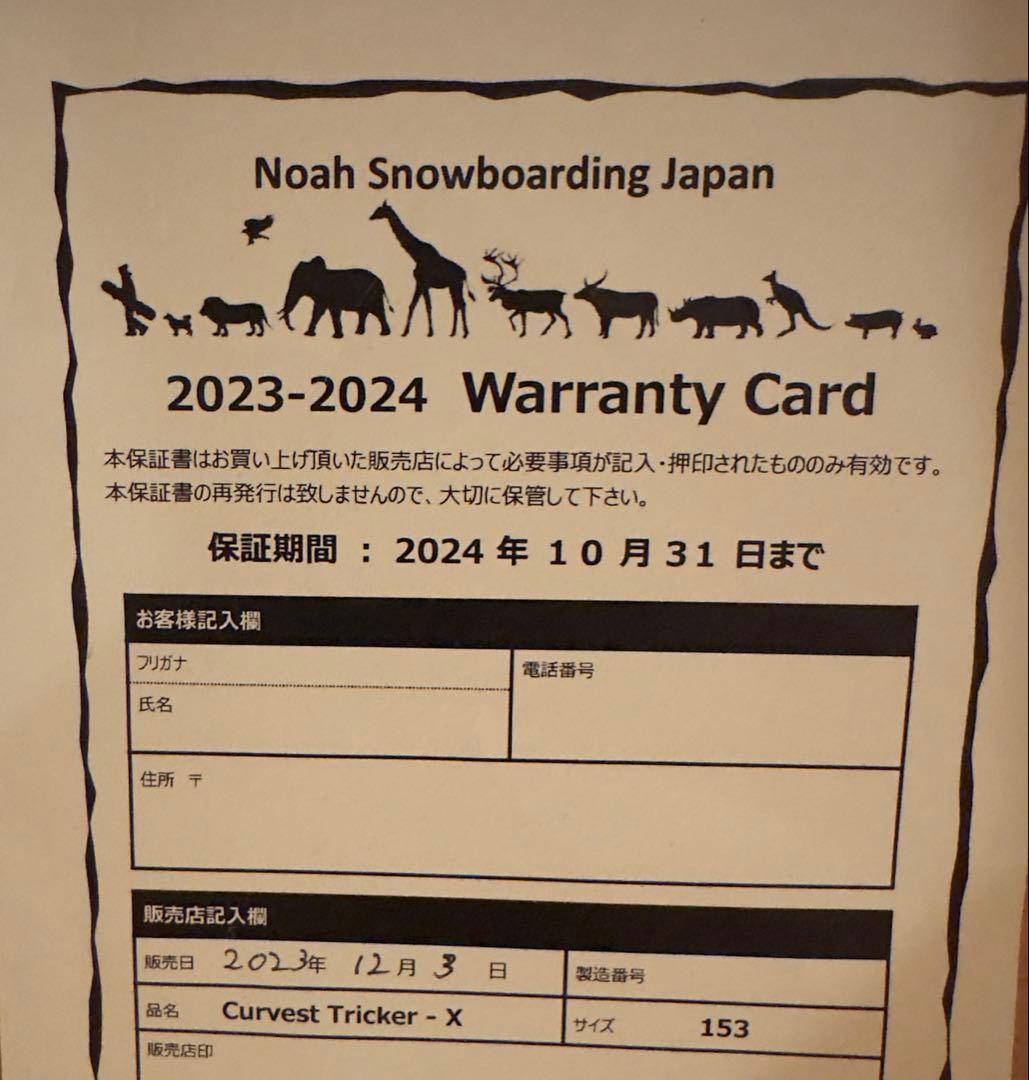 Noah Snowboarding Japan
2023-2024 Warranty Card
本保証書はお買い上げ頂いた販売店によって必要事項が記入・押印されたもののみ有効です。
本保証書の再発行は致しませんので、大切に保管して下さい。
保証期間 : 2024 年 10 月 31 日まで
お客様記入欄
フリガナ
電話番号
氏名
住所 〒
販売店記入欄
販売日 2023年 12月 3 日
製造番号
品名 Curvest Tricker - X
サイズ 153
販売店印